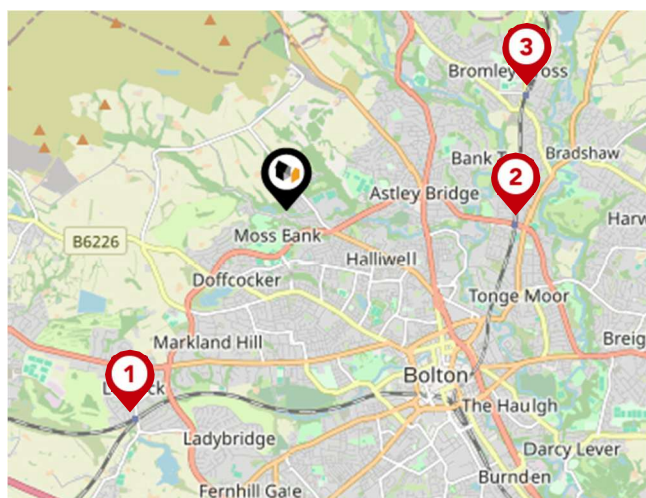 3
Bromley Cross
Bank T
Bradshaw
2
Astley Bridge
Harw
Moss Bank
B6226
Halliwell
Doffcocker
Tonge Moor
Markland Hill
Breig
1
Bolton
L ck
The Haulgh
Ladybridge
Darcy Lever
Burnden
Fernhill Gate